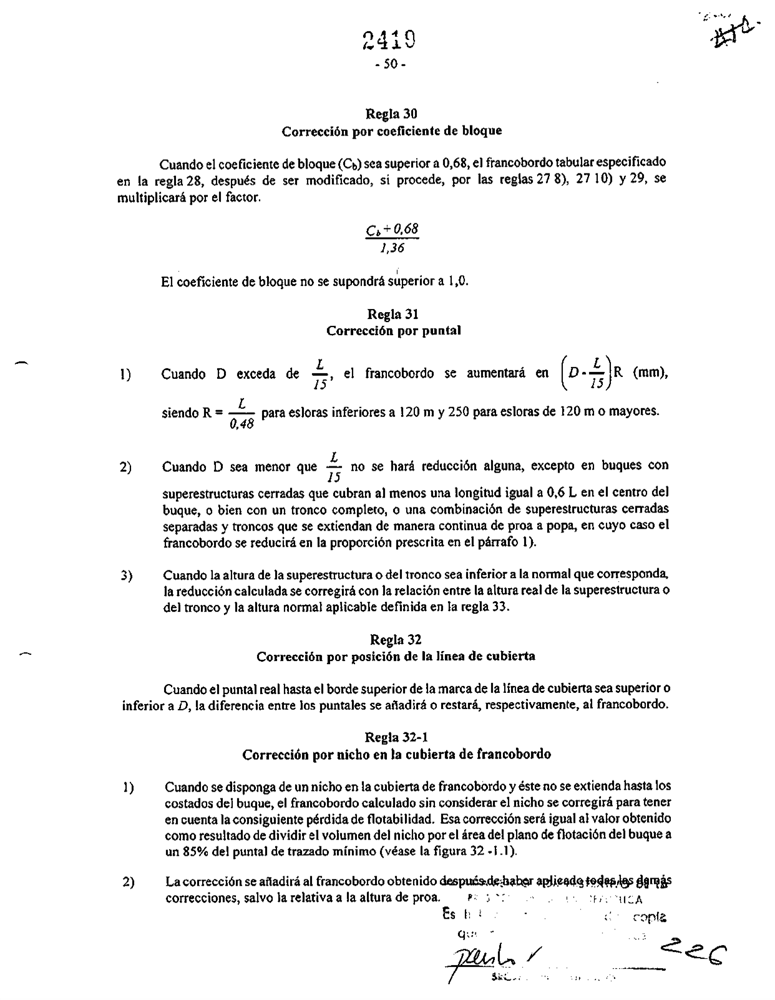 2419
- 50 -
Regla 30
Corrección por coeficiente de bloque
Cuando el coeficiente de bloque (Cb) sea superior a 0,68, el francobordo tabular especificado
en la regla 28, después de ser modificado, si procede, por las reglas 27 8), 27 10) y 29, se
multiplicará por el factor.
Cb + 0,68
1,36
El coeficiente de bloque no se supondrá superior a 1,0.
Regla 31
Corrección por puntal
1) Cuando D exceda de L/15, el francobordo se aumentará en (D - L/15) R (mm),
siendo R = L/0,48 para esloras inferiores a 120 m y 250 para esloras de 120 m o mayores.
2) Cuando D sea menor que L/15 no se hará reducción alguna, excepto en buques con
superestructuras cerradas que cubran al menos una longitud igual a 0,6 L en el centro del
buque, o bien con un tronco completo, o una combinación de superestructuras cerradas
separadas y troncos que se extiendan de manera continua de proa a popa, en cuyo caso el
francobordo se reducirá en la proporción prescrita en el párrafo 1).
3) Cuando la altura de la superestructura o del tronco sea inferior a la normal que corresponda,
la reducción calculada se corregirá con la relación entre la altura real de la superestructura o
del tronco y la altura normal aplicable definida en la regla 33.
Regla 32
Corrección por posición de la línea de cubierta
Cuando el puntal real hasta el borde superior de la marca de la línea de cubierta sea superior o
inferior a D, la diferencia entre los puntales se añadirá o restará, respectivamente, al francobordo.
Regla 32-1
Corrección por nicho en la cubierta de francobordo
1) Cuando se disponga de un nicho en la cubierta de francobordo y éste no se extienda hasta los
costados del buque, el francobordo calculado sin considerar el nicho se corregirá para tener
en cuenta la consiguiente pérdida de flotabilidad. Esa corrección será igual al valor obtenido
como resultado de dividir el volumen del nicho por el área del plano de flotación del buque a
un 85% del puntal de trazado mínimo (véase la figura 32 -1.1).
2) La corrección se añadirá al francobordo obtenido después de haber aplicado todas las demás
correcciones, salvo la relativa a la altura de proa.
Es copia
226